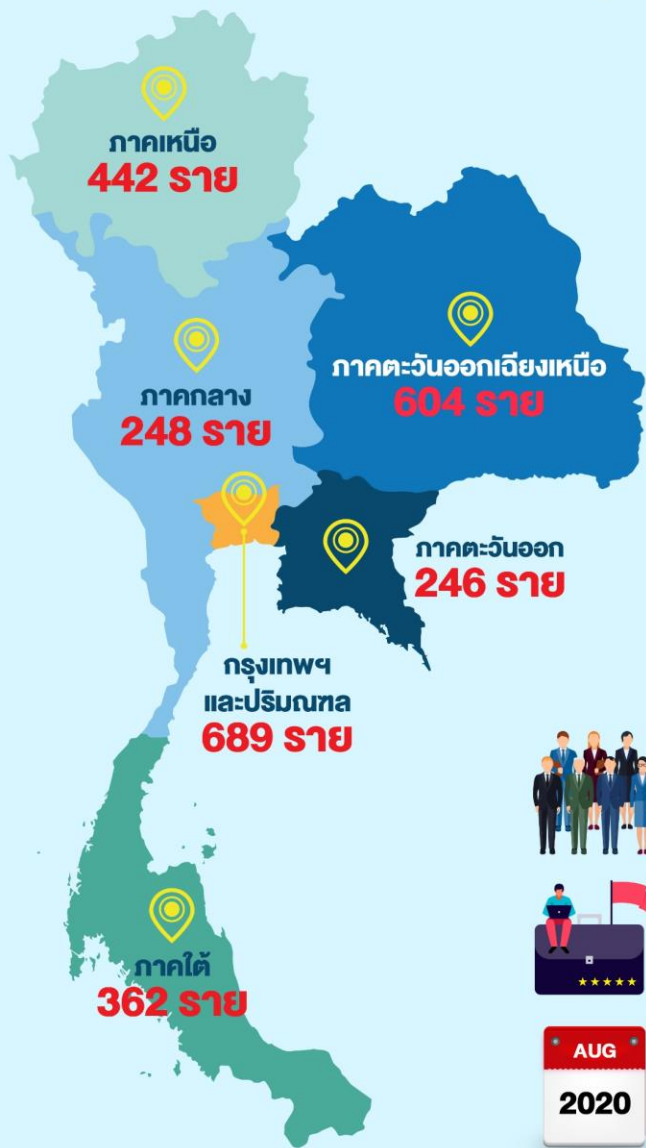 ภาคเหนือ
442 ราย
ภาคตะวันออกเฉียงเหนือ
604 ราย
ภาคกลาง
248 ราย
ภาคตะวันออก
246 ราย
กรุงเทพฯ
และปริมณฑล
689 ราย
ภาคใต้
362 ราย
AUG
2020